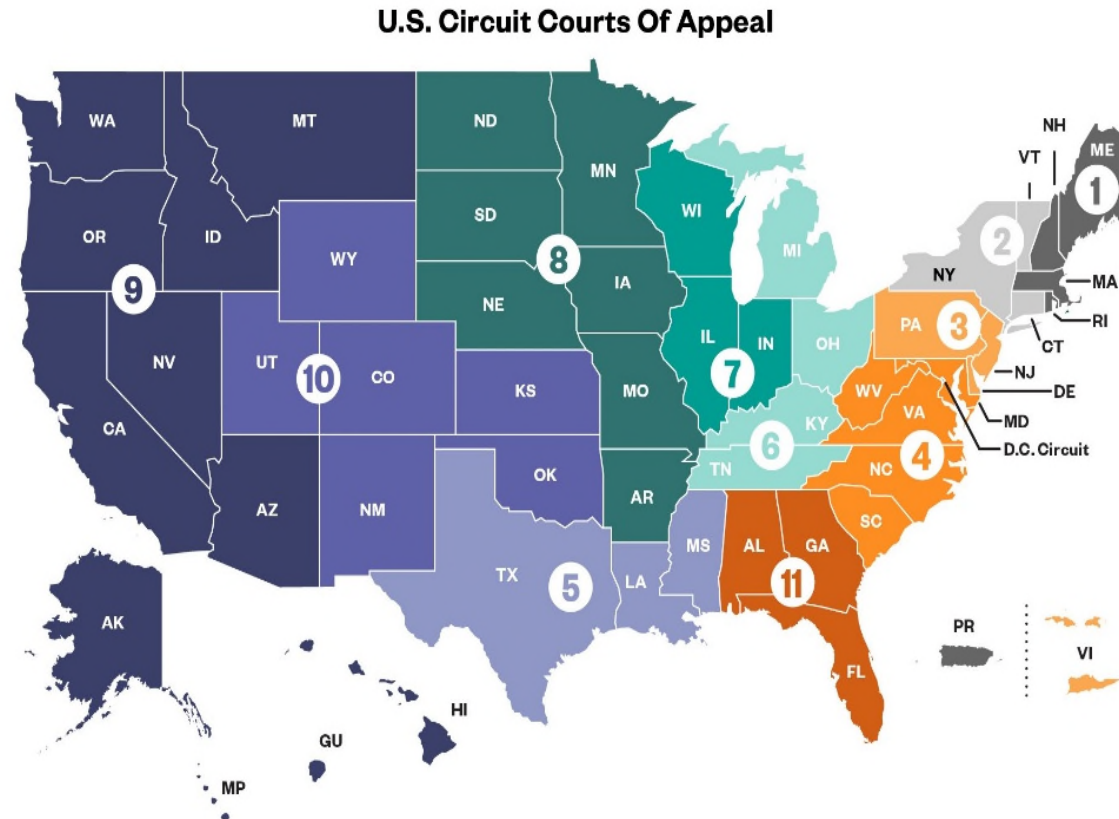 U.S. Circuit Courts Of Appeal
WA
MT
ND
MN
NH
VT
ME
1
OR
ID
SD
WI
MI
2
WY
8
9
IA
NY
MA
NE
RI
PA
3
CT
NV
UT
10
CO
IL
IN
OH
7
NJ
DE
KS
MO
WV
VA
MD
CA
KY
6
4
D.C. Circuit
TN
NC
OK
AZ
NM
AR
SC
MS
AL
GA
TX
5
LA
11
AK
PR
VI
FL
HI
GU
MP